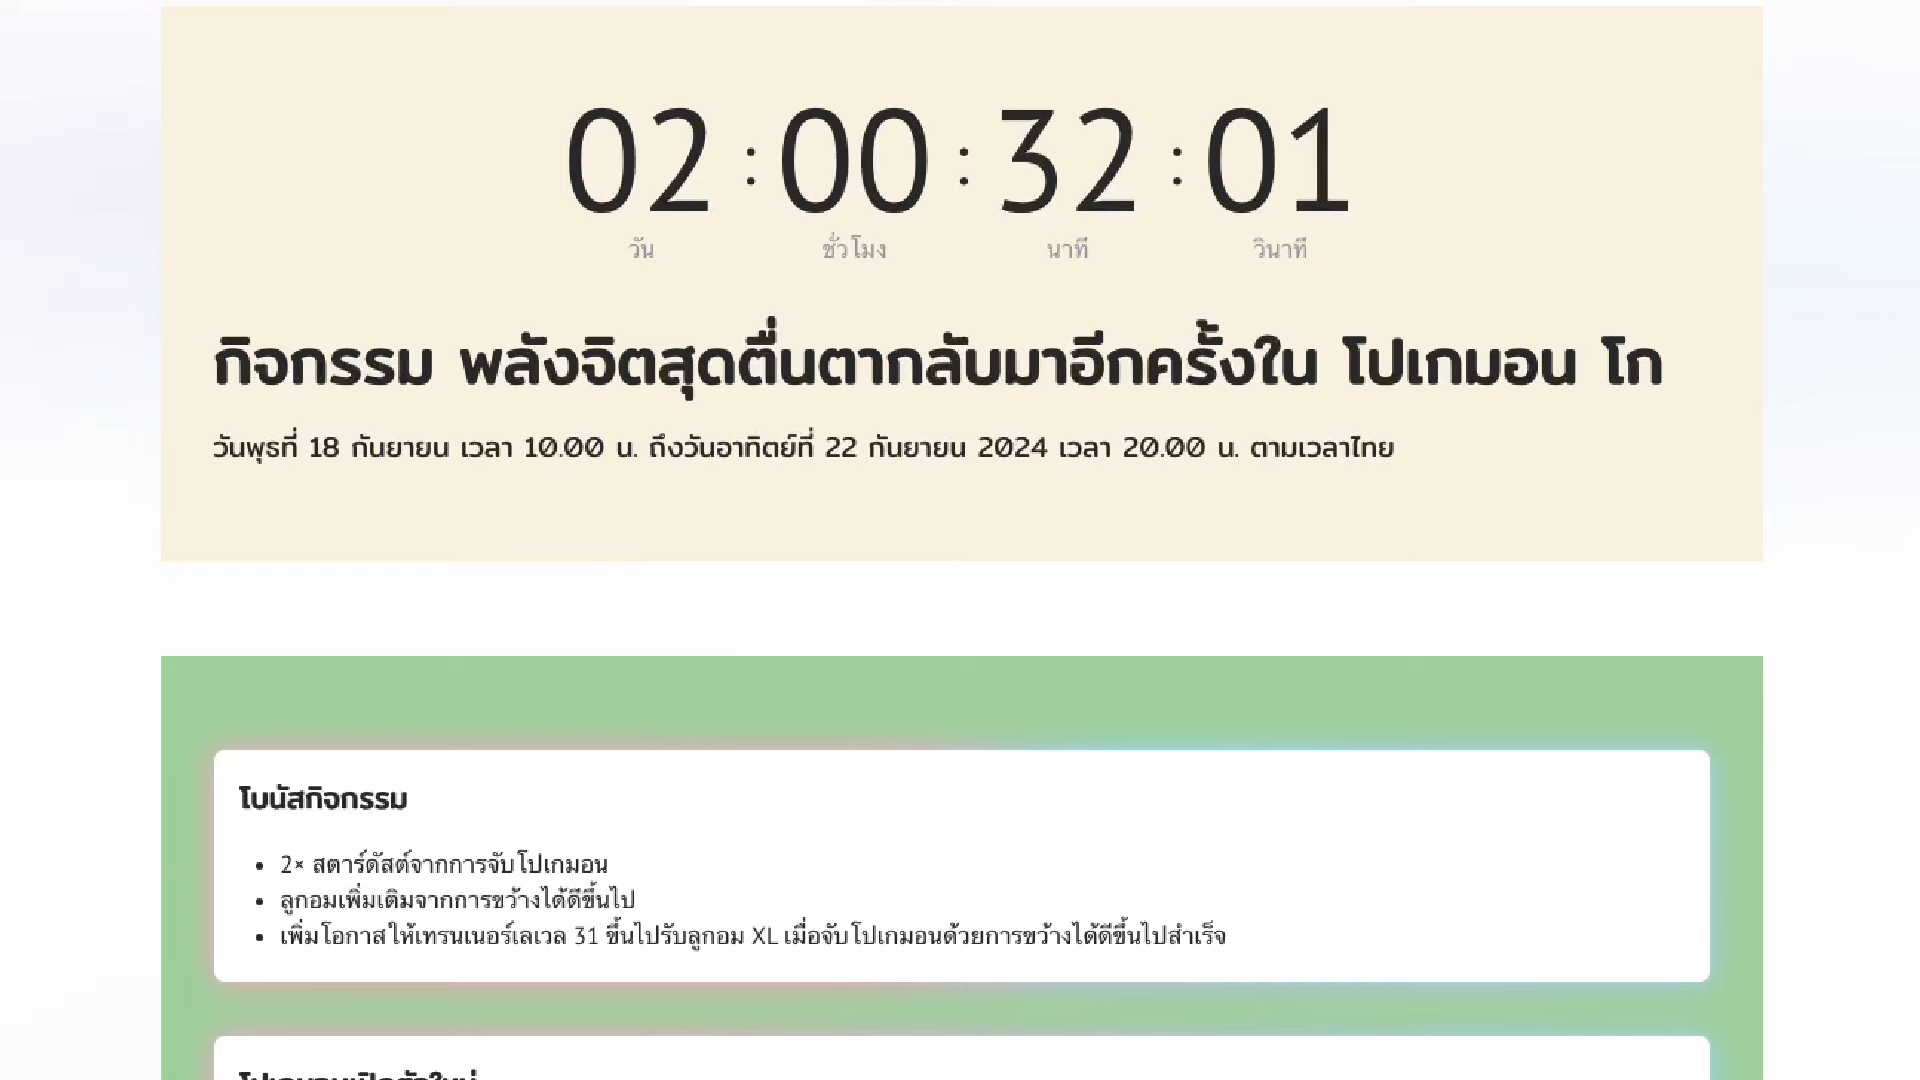 02 : 00 : 32 : 01
วัน ชั่วโมง นาที วินาที
กิจกรรม พลังจิตสุดตื่นตากลับมาอีกครั้งใน โปเกมอน โก
วันพุธที่ 18 กันยายน เวลา 10.00 น. ถึงวันอาทิตย์ที่ 22 กันยายน 2024 เวลา 20.00 น. ตามเวลาไทย
โบนัสกิจกรรม
• 2× สตาร์ดัสต์จากการจับโปเกมอน
• ลูกอมเพิ่มเติมจากการขว้างได้ดีขึ้นไป
• เพิ่มโอกาสให้เทรนเนอร์เลเวล 31 ขึ้นไปรับลูกอม XL เมื่อจับโปเกมอนด้วยการขว้างได้ดีขึ้นไปสำเร็จ